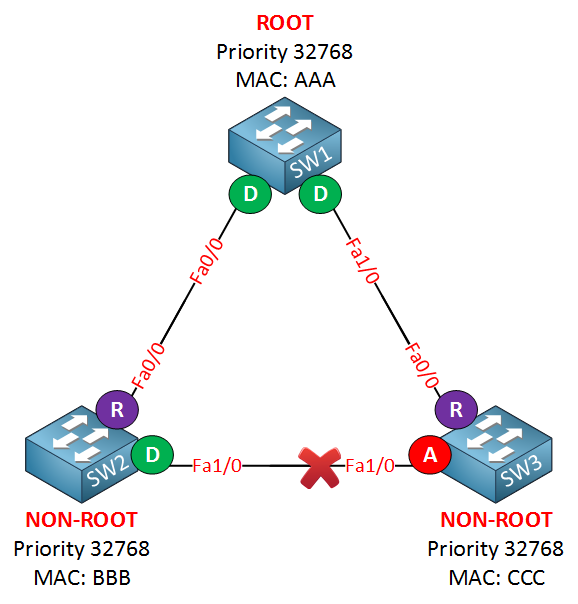 ROOT
Priority 32768
MAC: AAA
SW1
D
D
Fa0/0
Fa1/0
Fa0/0
Fa0/0
R
R
SW2
D
Fa1/0
Fa1/0
A
SW3
NON-ROOT
Priority 32768
MAC: BBB
NON-ROOT
Priority 32768
MAC: CCC